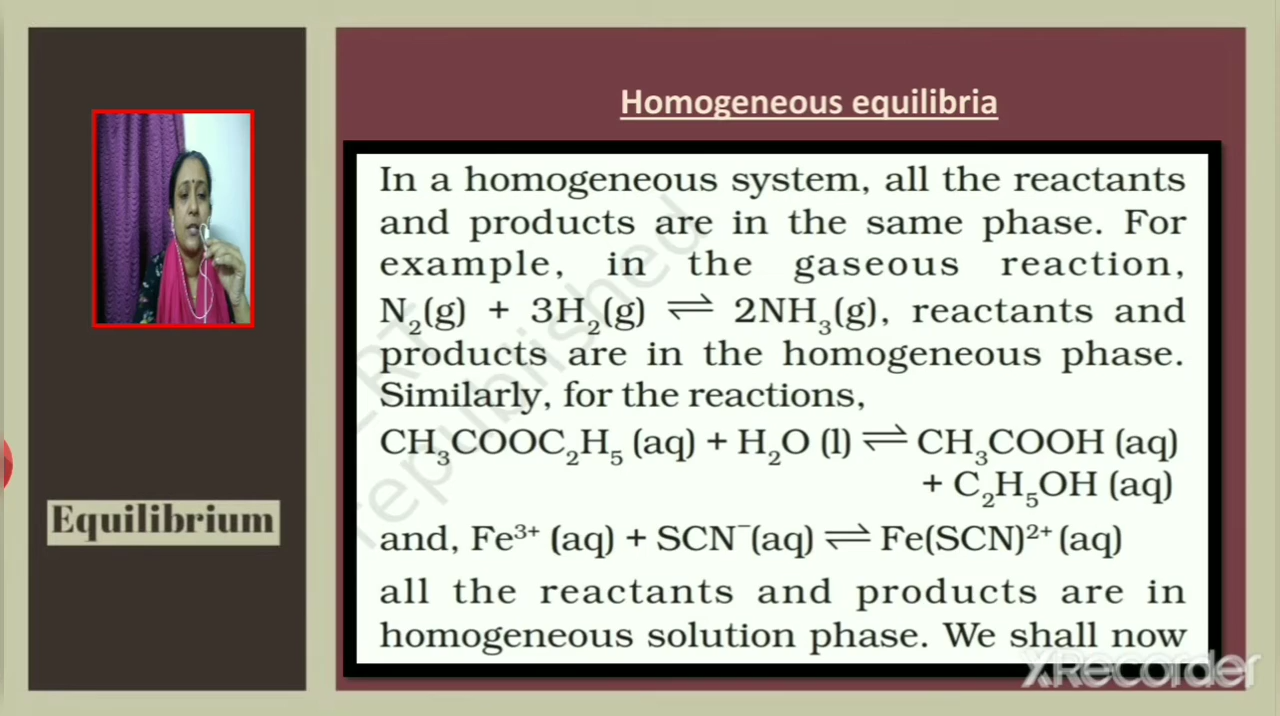 Homogeneous equilibria
In a homogeneous system, all the reactants
and products are in the same phase. For
example, in the gaseous reaction,
N₂(g) + 3H₂(g) ⇌ 2NH₃(g), reactants and
products are in the homogeneous phase.
Similarly, for the reactions,
CH₃COOC₂H₅ (aq) + H₂O (l) ⇌ CH₃COOH (aq)
+ C₂H₅OH (aq)
and, Fe³⁺ (aq) + SCN⁻(aq) ⇌ Fe(SCN)²⁺ (aq)
all the reactants and products are in
homogeneous solution phase. We shall now
Equilibrium
republished
XRecorder